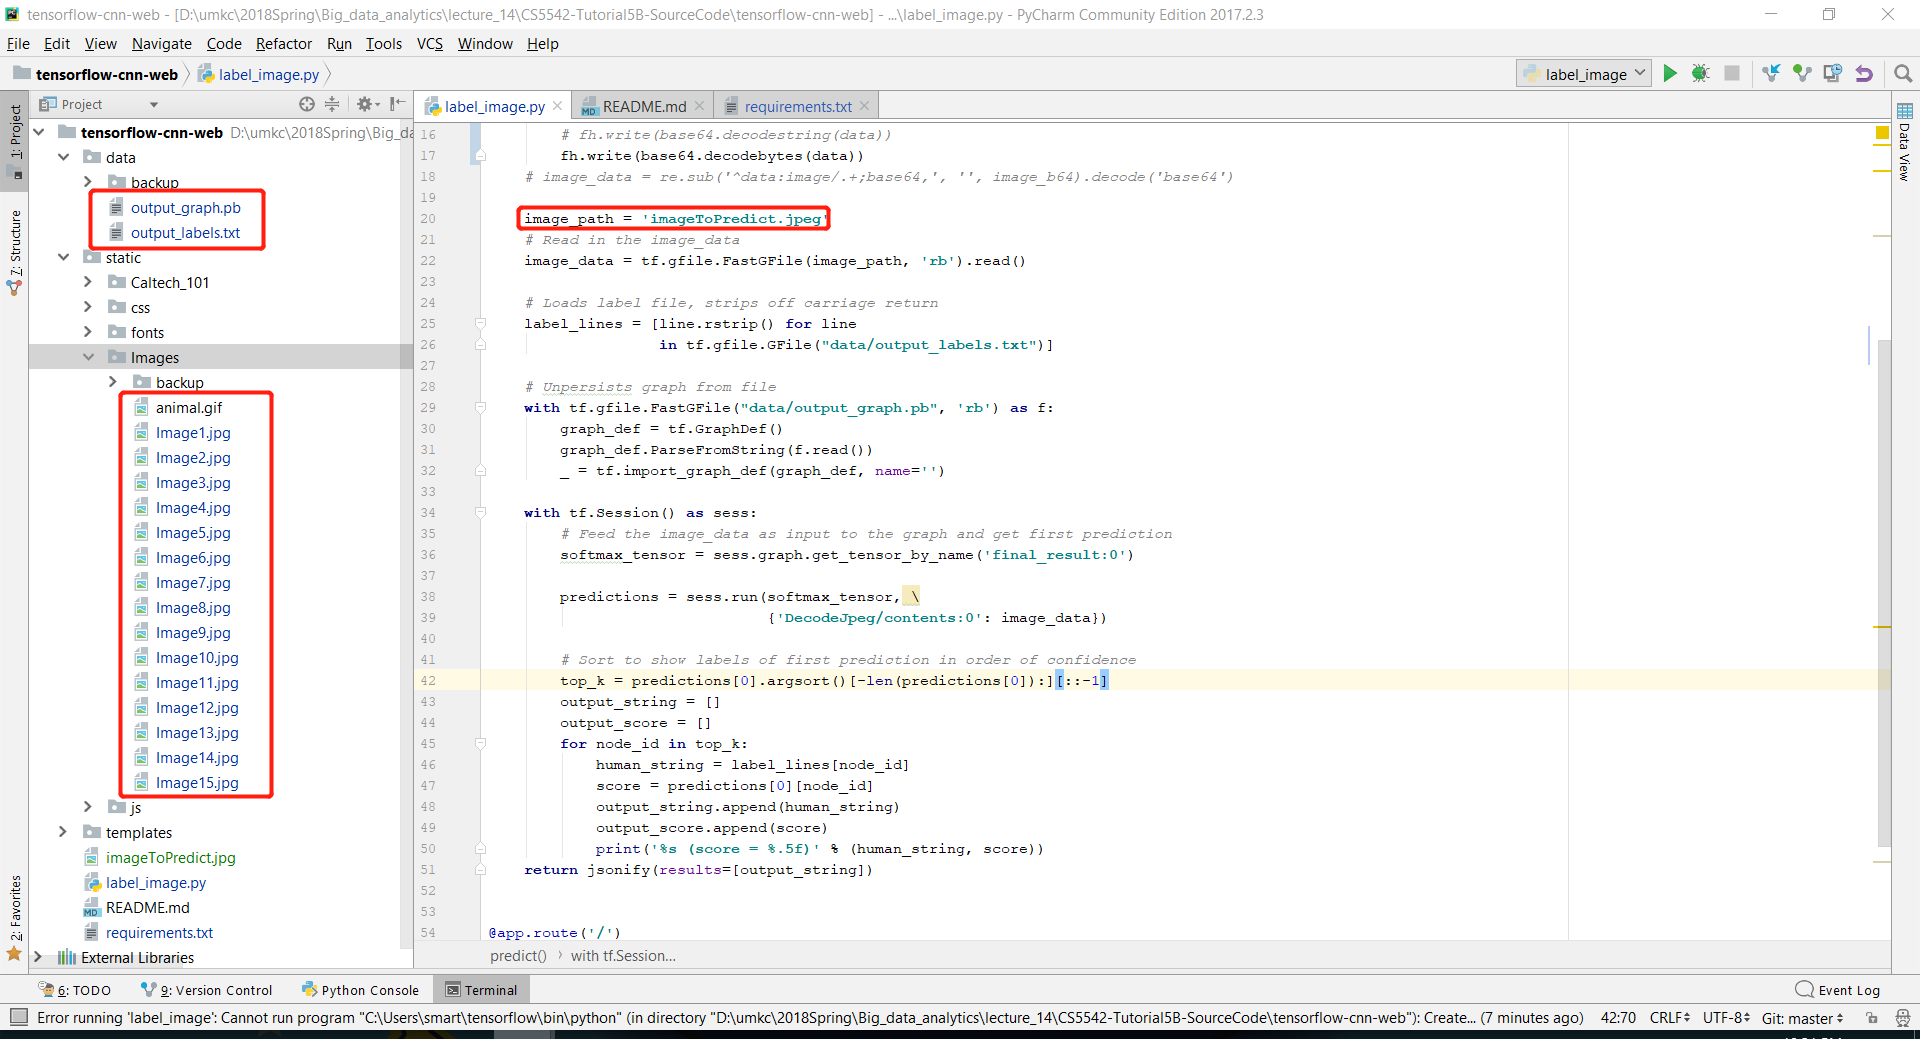 tensorflow-cnn-web - [D:\umkc\2018Spring\Big_data_analytics\lecture_14\CS5542-Tutorial5B-SourceCode\tensorflow-cnn-web] - ...\label_image.py - PyCharm Community Edition 2017.2.3
File Edit View Navigate Code Refactor Run Tools VCS Window Help
tensorflow-cnn-web label_image.py label_image
Project
label_image.py README.md requirements.txt
1: Project
7: Structure
2: Favorites
Data View
tensorflow-cnn-web D:\umkc\2018Spring\Big_da
data
backup
output_graph.pb
output_labels.txt
static
Caltech_101
css
fonts
Images
backup
animal.gif
Image1.jpg
Image2.jpg
Image3.jpg
Image4.jpg
Image5.jpg
Image6.jpg
Image7.jpg
Image8.jpg
Image9.jpg
Image10.jpg
Image11.jpg
Image12.jpg
Image13.jpg
Image14.jpg
Image15.jpg
js
templates
imageToPredict.jpg
label_image.py
README.md
requirements.txt
External Libraries
16 # fh.write(base64.decodestring(data))
17 fh.write(base64.decodebytes(data))
18 # image_data = re.sub('^data:image/.+;base64,', '', image_b64).decode('base64')
19
20 image_path = 'imageToPredict.jpeg'
21 # Read in the image_data
22 image_data = tf.gfile.FastGFile(image_path, 'rb').read()
23
24 # Loads label file, strips off carriage return
25 label_lines = [line.rstrip() for line
26 in tf.gfile.GFile("data/output_labels.txt")]
27
28 # Unpersists graph from file
29 with tf.gfile.FastGFile("data/output_graph.pb", 'rb') as f:
30 graph_def = tf.GraphDef()
31 graph_def.ParseFromString(f.read())
32 _ = tf.import_graph_def(graph_def, name='')
33
34 with tf.Session() as sess:
35 # Feed the image_data as input to the graph and get first prediction
36 softmax_tensor = sess.graph.get_tensor_by_name('final_result:0')
37
38 predictions = sess.run(softmax_tensor, \
39 {'DecodeJpeg/contents:0': image_data})
40
41 # Sort to show labels of first prediction in order of confidence
42 top_k = predictions[0].argsort()[-len(predictions[0]):][::-1]
43 output_string = []
44 output_score = []
45 for node_id in top_k:
46 human_string = label_lines[node_id]
47 score = predictions[0][node_id]
48 output_string.append(human_string)
49 output_score.append(score)
50 print('%s (score = %.5f)' % (human_string, score))
51 return jsonify(results=[output_string])
52
53
54 @app.route('/')
predict() with tf.Session...
6: TODO 9: Version Control Python Console Terminal Event Log
Error running 'label_image': Cannot run program "C:\Users\smart\tensorflow\bin\python" (in directory "D:\umkc\2018Spring\Big_data_analytics\lecture_14\CS5542-Tutorial5B-SourceCode\tensorflow-cnn-web"): Create... (7 minutes ago) 42:70 CRLF UTF-8 Git: master